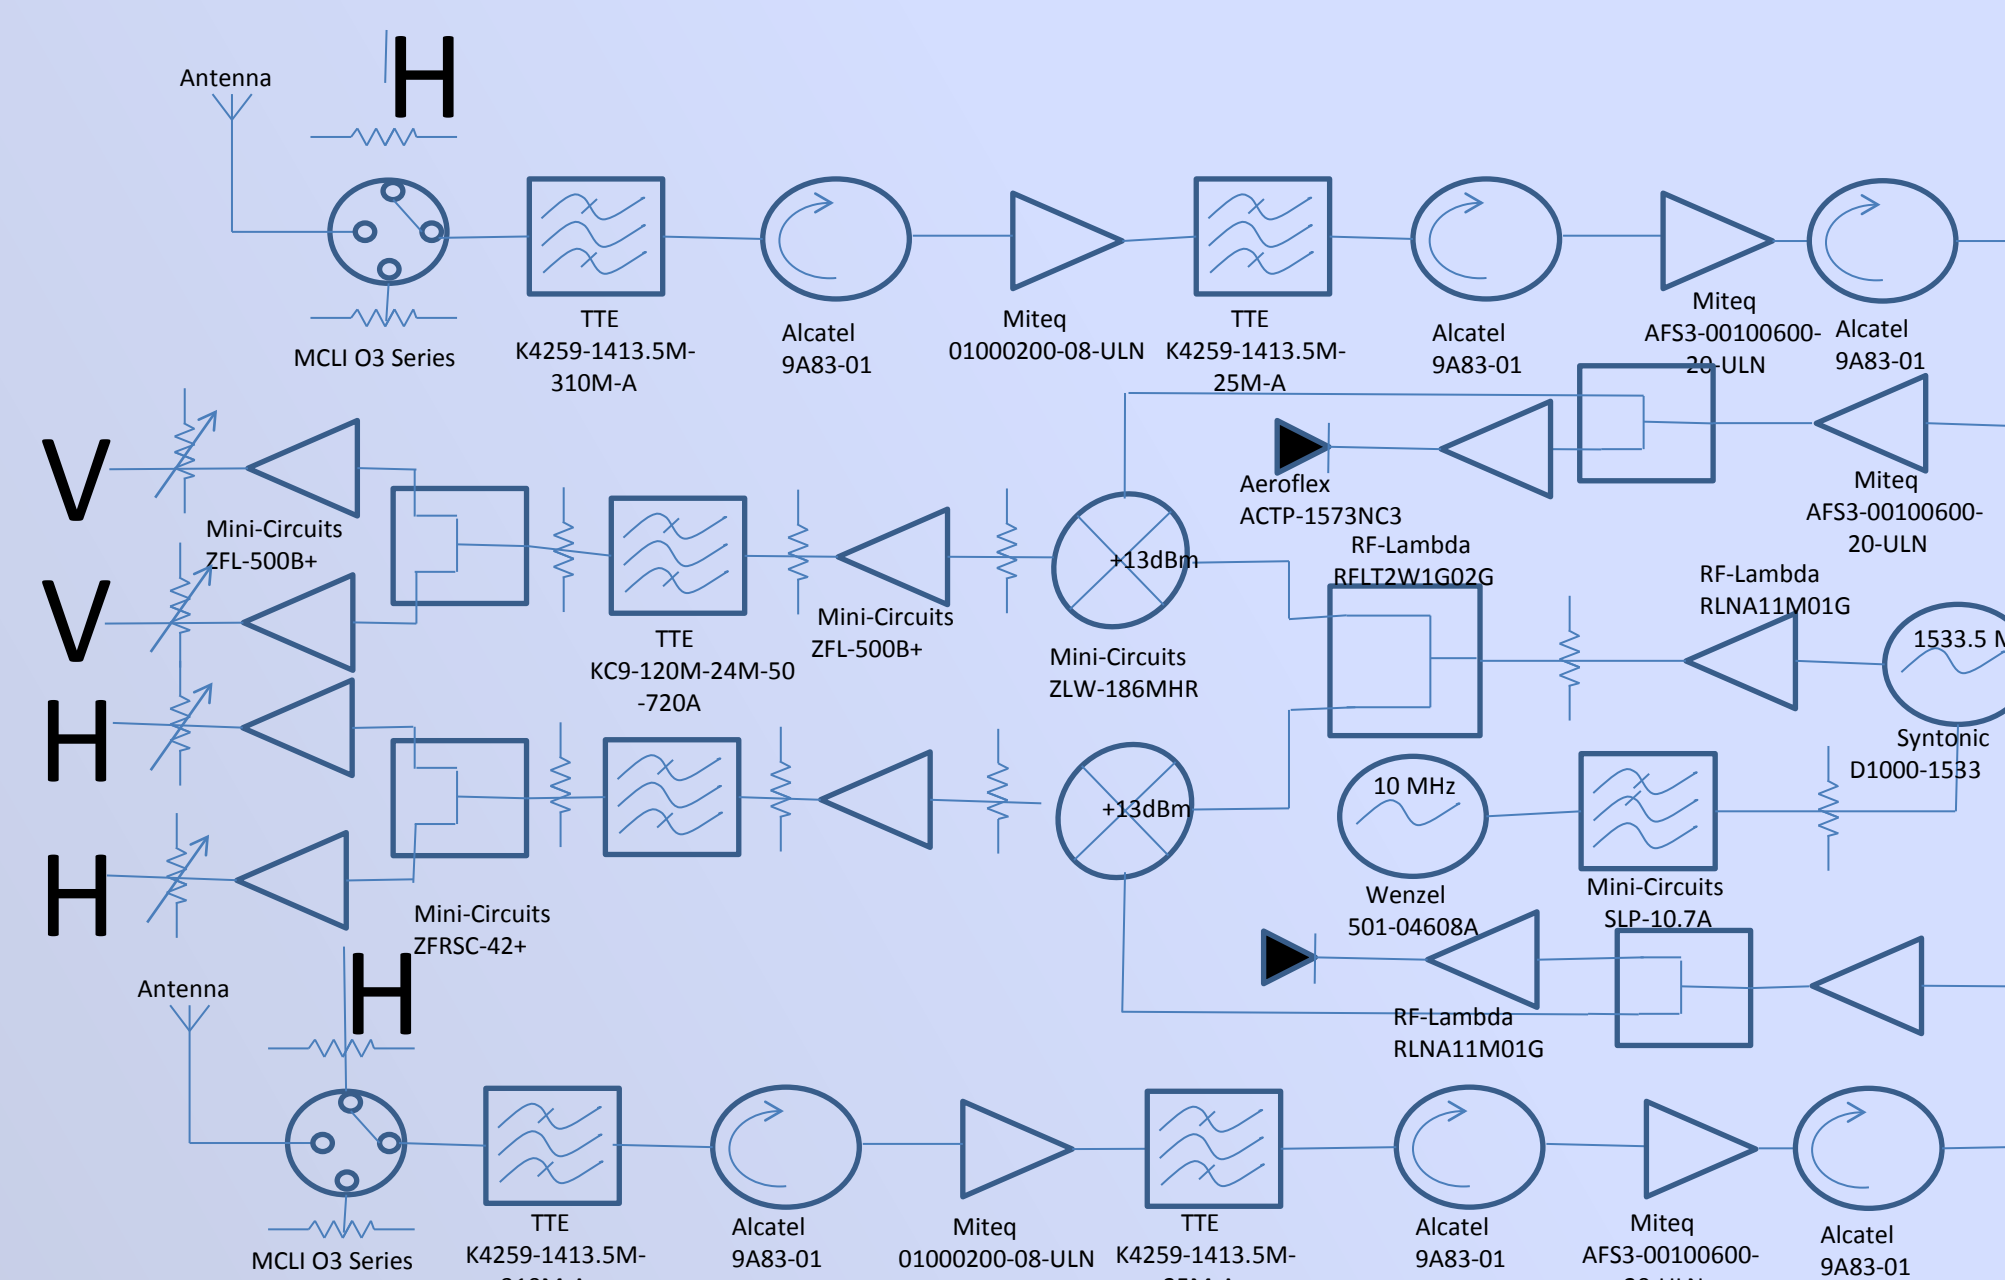 H
Antenna
MCLI O3 Series
TTE
K4259-1413.5M-
310M-A
Alcatel
9A83-01
Miteq
01000200-08-ULN
TTE
K4259-1413.5M-
25M-A
Alcatel
9A83-01
Miteq
AFS3-00100600-
20-ULN
Alcatel
9A83-01
V
Mini-Circuits
ZFL-500B+
Aeroflex
ACTP-1573NC3
Miteq
AFS3-00100600-
20-ULN
RF-Lambda
RFLT2W1G02G
+13dBm
RF-Lambda
RLNA11M01G
V
Mini-Circuits
ZFL-500B+
TTE
KC9-120M-24M-50
-720A
Mini-Circuits
ZLW-186MHR
1533.5 M
Syntonic
D1000-1533
H
10 MHz
+13dBm
Wenzel
501-04608A
Mini-Circuits
SLP-10.7A
H
Mini-Circuits
ZFRSC-42+
H
Antenna
RF-Lambda
RLNA11M01G
MCLI O3 Series
TTE
K4259-1413.5M-
Alcatel
9A83-01
Miteq
01000200-08-ULN
TTE
K4259-1413.5M-
Alcatel
9A83-01
Miteq
AFS3-00100600-
Alcatel
9A83-01